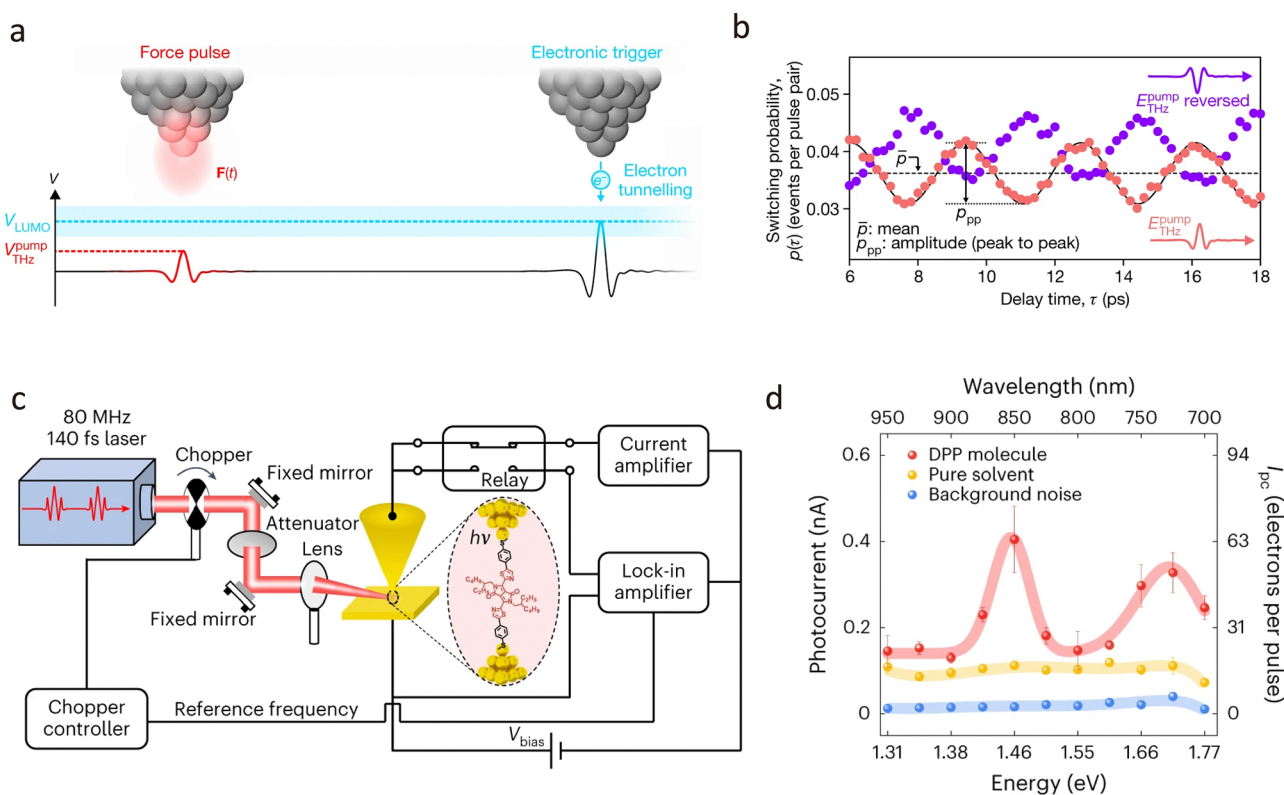 a
Force pulse
Electronic trigger
F(t)
e⁻
Electron
tunnelling
V
V_LUMO
V_THz^pump
b
Switching probability,
p(τ) (events per pulse pair)
0.05
0.04
0.03
E_THz^pump reversed
p̄
p_pp
p̄: mean
p_pp: amplitude (peak to peak)
E_THz^pump
6 8 10 12 14 16 18
Delay time, τ (ps)
c
80 MHz
140 fs laser
Chopper
Fixed mirror
Attenuator
Lens
Fixed mirror
Relay
Current
amplifier
hν
C₄H₉
C₂H₅
N
O
S
C₂H₅
C₄H₉
Lock-in
amplifier
Chopper
controller
Reference frequency
V_bias
d
Wavelength (nm)
950 900 850 800 750 700
Photocurrent (nA)
0.6
0.4
0.2
0
DPP molecule
Pure solvent
Background noise
94
63
31
0
I_pc (electrons per pulse)
1.31 1.38 1.46 1.55 1.66 1.77
Energy (eV)